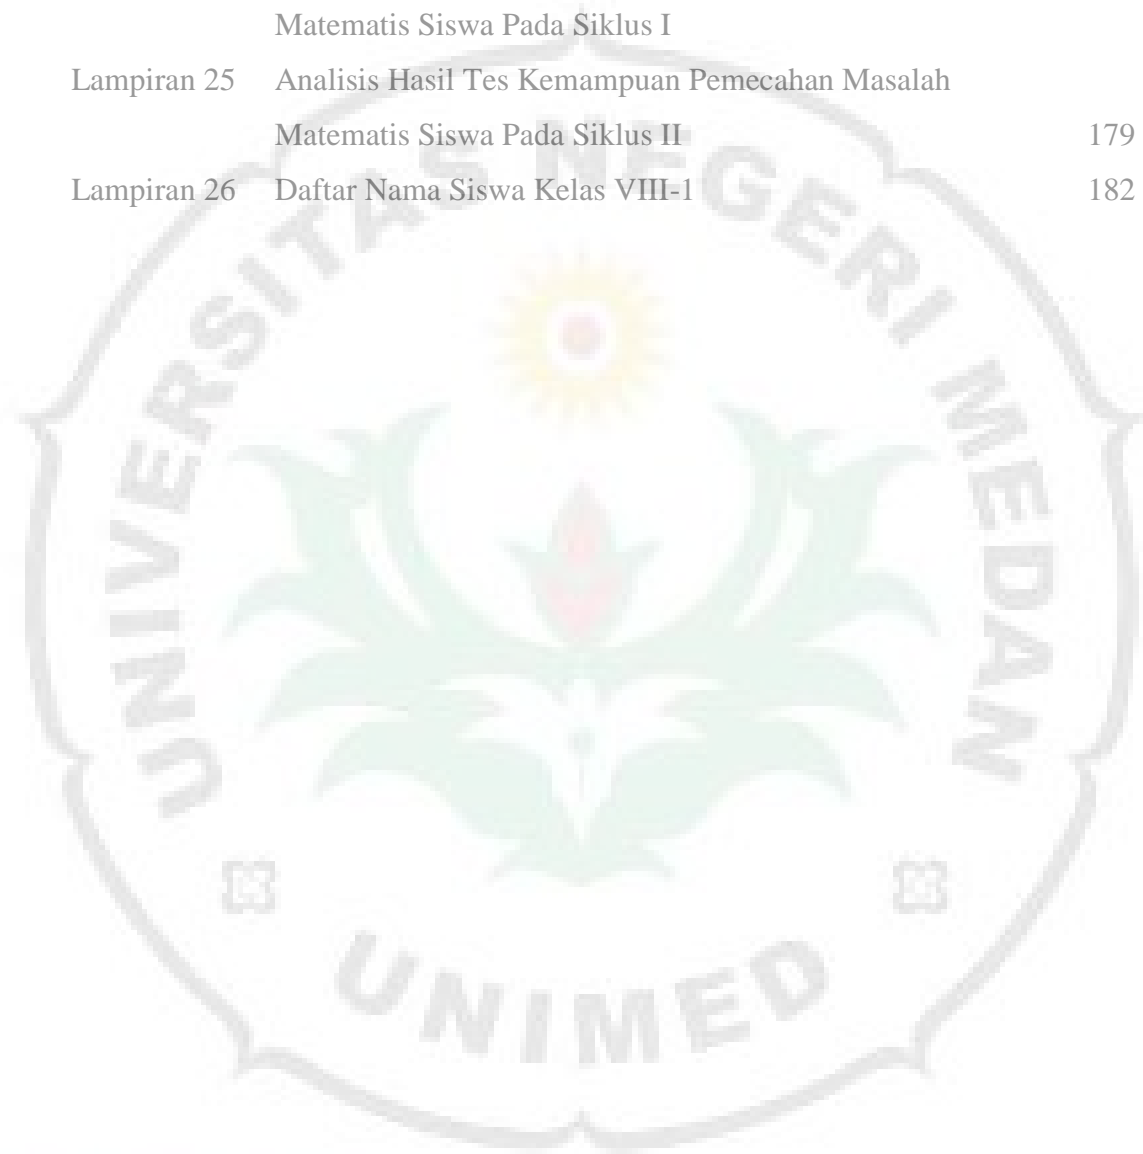 Matematis Siswa Pada Siklus I
Lampiran 25 Analisis Hasil Tes Kemampuan Pemecahan Masalah
Matematis Siswa Pada Siklus II 179
Lampiran 26 Daftar Nama Siswa Kelas VIII-1 182
UNIVERSITAS NEGERI MEDAN
UNIMED